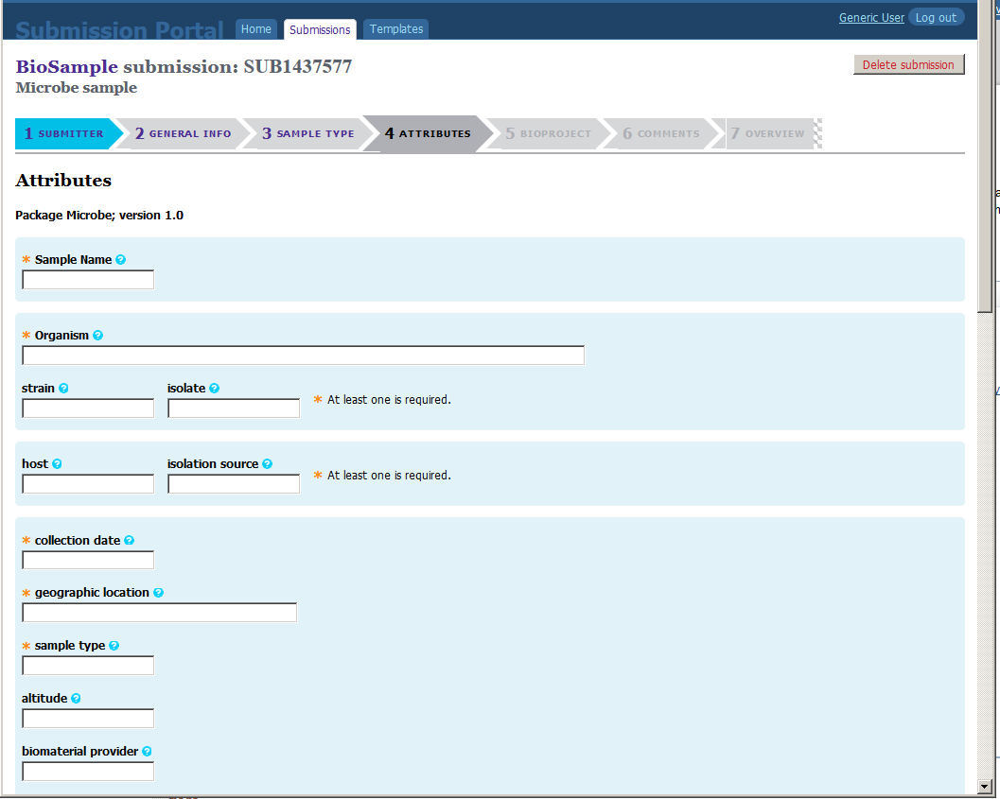 Submission Portal Home Submissions Templates Generic User Log out
BioSample submission: SUB1437577 Delete submission
Microbe sample
1 SUBMITTER 2 GENERAL INFO 3 SAMPLE TYPE 4 ATTRIBUTES 5 BIOPROJECT 6 COMMENTS 7 OVERVIEW
Attributes
Package Microbe; version 1.0
* Sample Name ?
* Organism ?
strain ? isolate ? * At least one is required.
host ? isolation source ? * At least one is required.
* collection date ?
* geographic location ?
* sample type ?
altitude ?
biomaterial provider ?